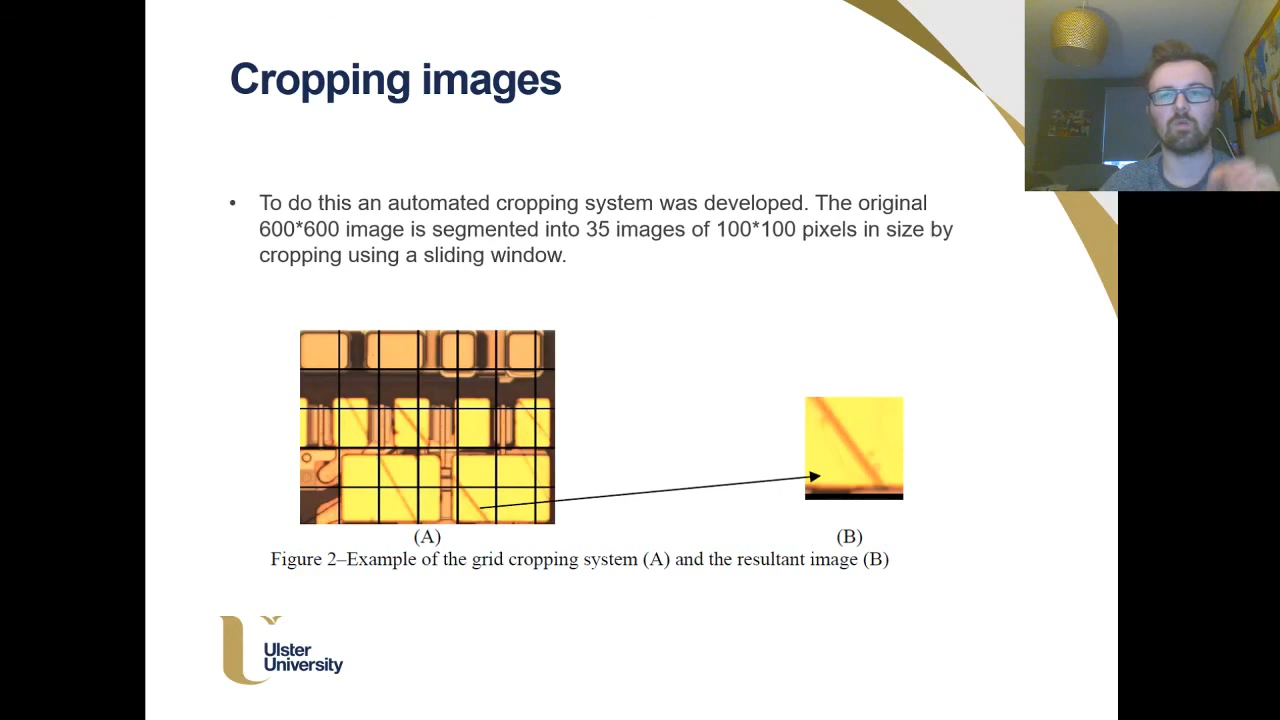 Cropping images
• To do this an automated cropping system was developed. The original
600*600 image is segmented into 35 images of 100*100 pixels in size by
cropping using a sliding window.
(A)
(B)
Figure 2–Example of the grid cropping system (A) and the resultant image (B)
Ulster
University